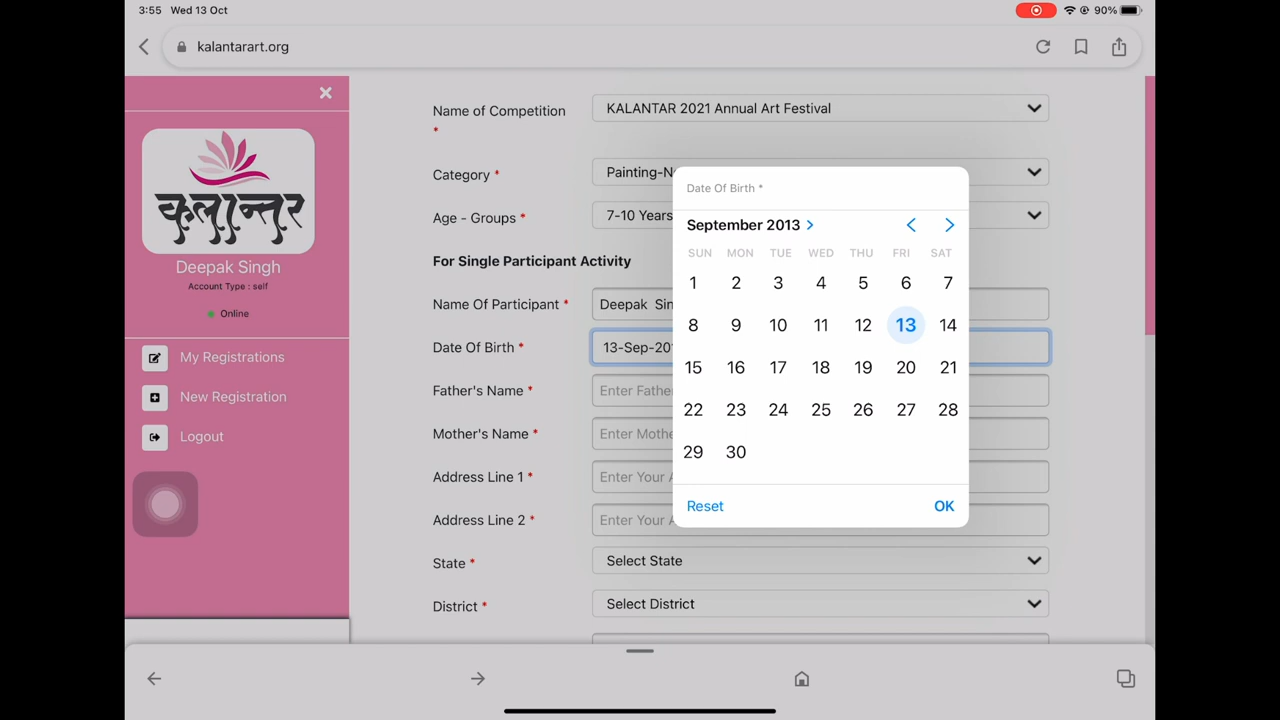 3:55 Wed 13 Oct
90%
kalantarart.org
Name of Competition
*
KALANTAR 2021 Annual Art Festival
Category *
Painting-N
Age - Groups *
7-10 Years
For Single Participant Activity
Name Of Participant *
Deepak Sin
Date Of Birth *
13-Sep-201
Father's Name *
Enter Fathe
Mother's Name *
Enter Mothe
Address Line 1 *
Enter Your A
Address Line 2 *
Enter Your A
State *
Select State
District *
Select District
कलान्तर
Deepak Singh
Account Type : self
Online
My Registrations
New Registration
Logout
Date Of Birth *
September 2013
SUN MON TUE WED THU FRI SAT
1 2 3 4 5 6 7
8 9 10 11 12 13 14
15 16 17 18 19 20 21
22 23 24 25 26 27 28
29 30
Reset OK